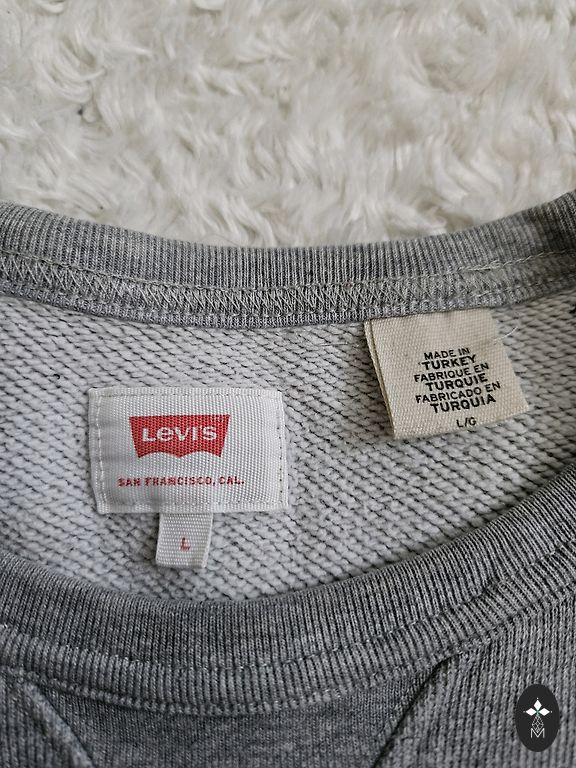 LEVI'S
SAN FRANCISCO, CAL.
L
MADE IN
TURKEY
FABRIQUE EN
TURQUIE
FABRICADO EN
TURQUIA
L/G
M